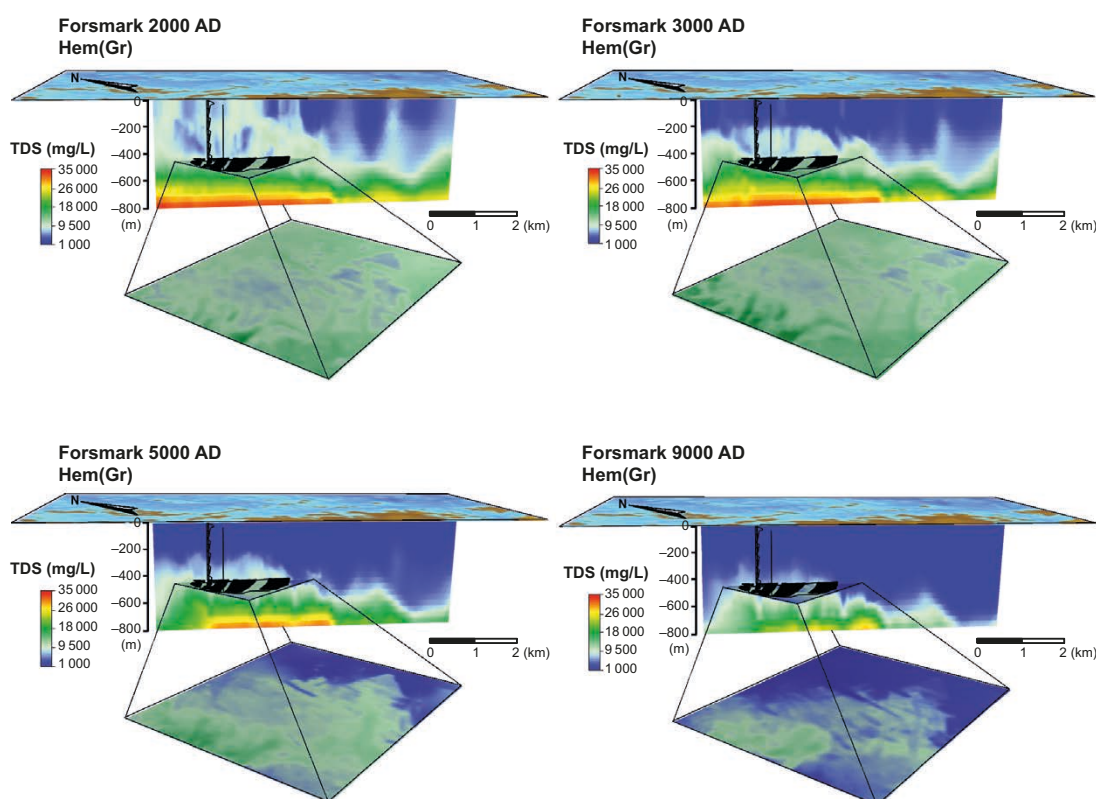 Forsmark 2000 AD
Hem(Gr)
N
0
–200
–400
–600
–800
(m)
TDS (mg/L)
35 000
26 000
18 000
9 500
1 000
0 1 2 (km)
Forsmark 3000 AD
Hem(Gr)
N
0
–200
–400
–600
–800
(m)
TDS (mg/L)
35 000
26 000
18 000
9 500
1 000
0 1 2 (km)
Forsmark 5000 AD
Hem(Gr)
N
0
–200
–400
–600
–800
(m)
TDS (mg/L)
35 000
26 000
18 000
9 500
1 000
0 1 2 (km)
Forsmark 9000 AD
Hem(Gr)
N
0
–200
–400
–600
–800
(m)
TDS (mg/L)
35 000
26 000
18 000
9 500
1 000
0 1 2 (km)